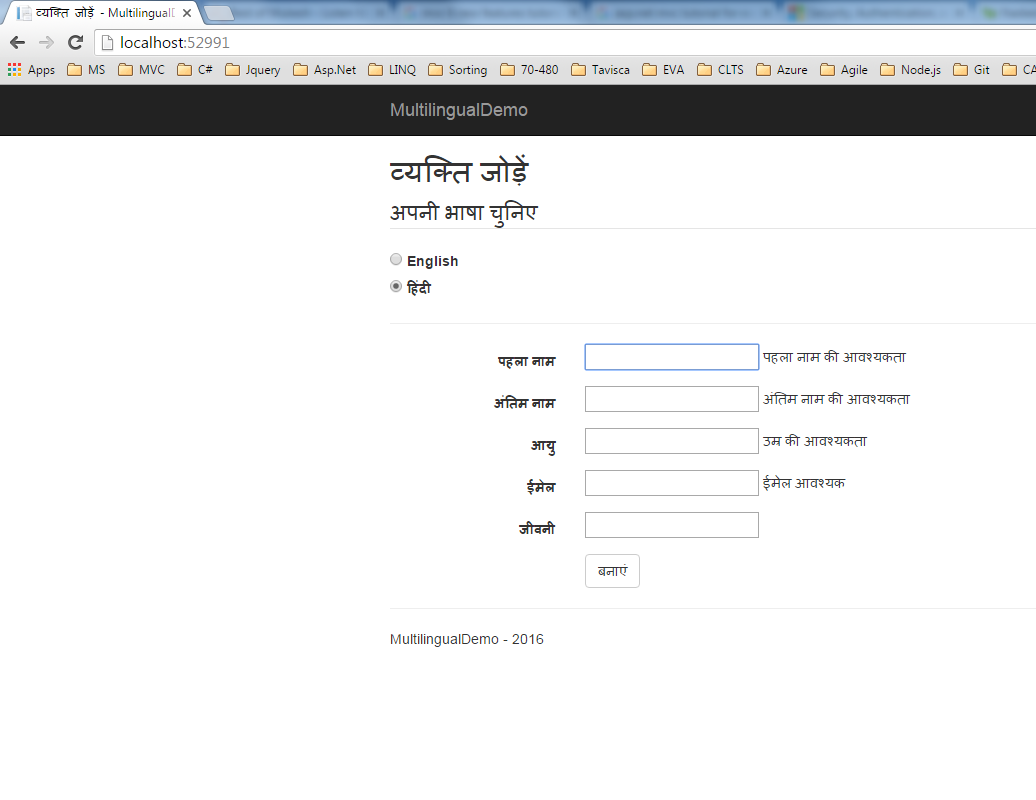 व्यक्ति जोड़ें - Multilingual
localhost:52991
Apps MS MVC C# Jquery Asp.Net LINQ Sorting 70-480 Tavisca EVA CLTS Azure Agile Node.js Git CA
MultilingualDemo
व्यक्ति जोड़ें
अपनी भाषा चुनिए
English
हिंदी
पहला नाम पहला नाम की आवश्यकता
अंतिम नाम अंतिम नाम की आवश्यकता
आयु उम्र की आवश्यकता
ईमेल ईमेल आवश्यक
जीवनी
बनाएं
MultilingualDemo - 2016